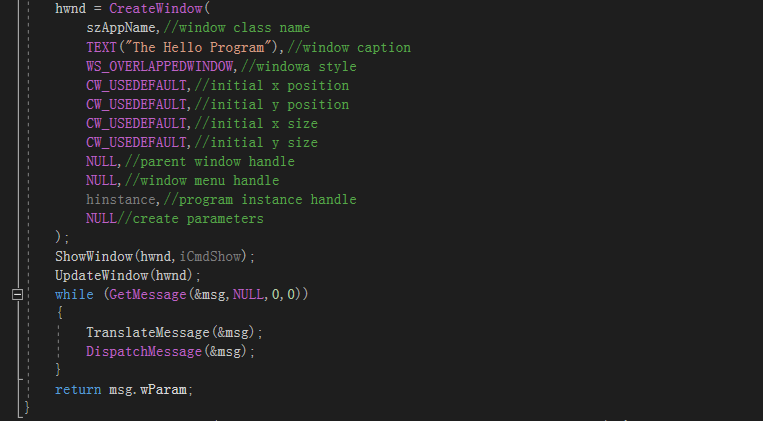 hwnd = CreateWindow(
szAppName,//window class name
TEXT("The Hello Program"),//window caption
WS_OVERLAPPEDWINDOW,//windowa style
CW_USEDEFAULT,//initial x position
CW_USEDEFAULT,//initial y position
CW_USEDEFAULT,//initial x size
CW_USEDEFAULT,//initial y size
NULL,//parent window handle
NULL,//window menu handle
hinstance,//program instance handle
NULL//create parameters
);
ShowWindow(hwnd,iCmdShow);
UpdateWindow(hwnd);
while (GetMessage(&msg,NULL,0,0))
{
TranslateMessage(&msg);
DispatchMessage(&msg);
}
return msg.wParam;
}